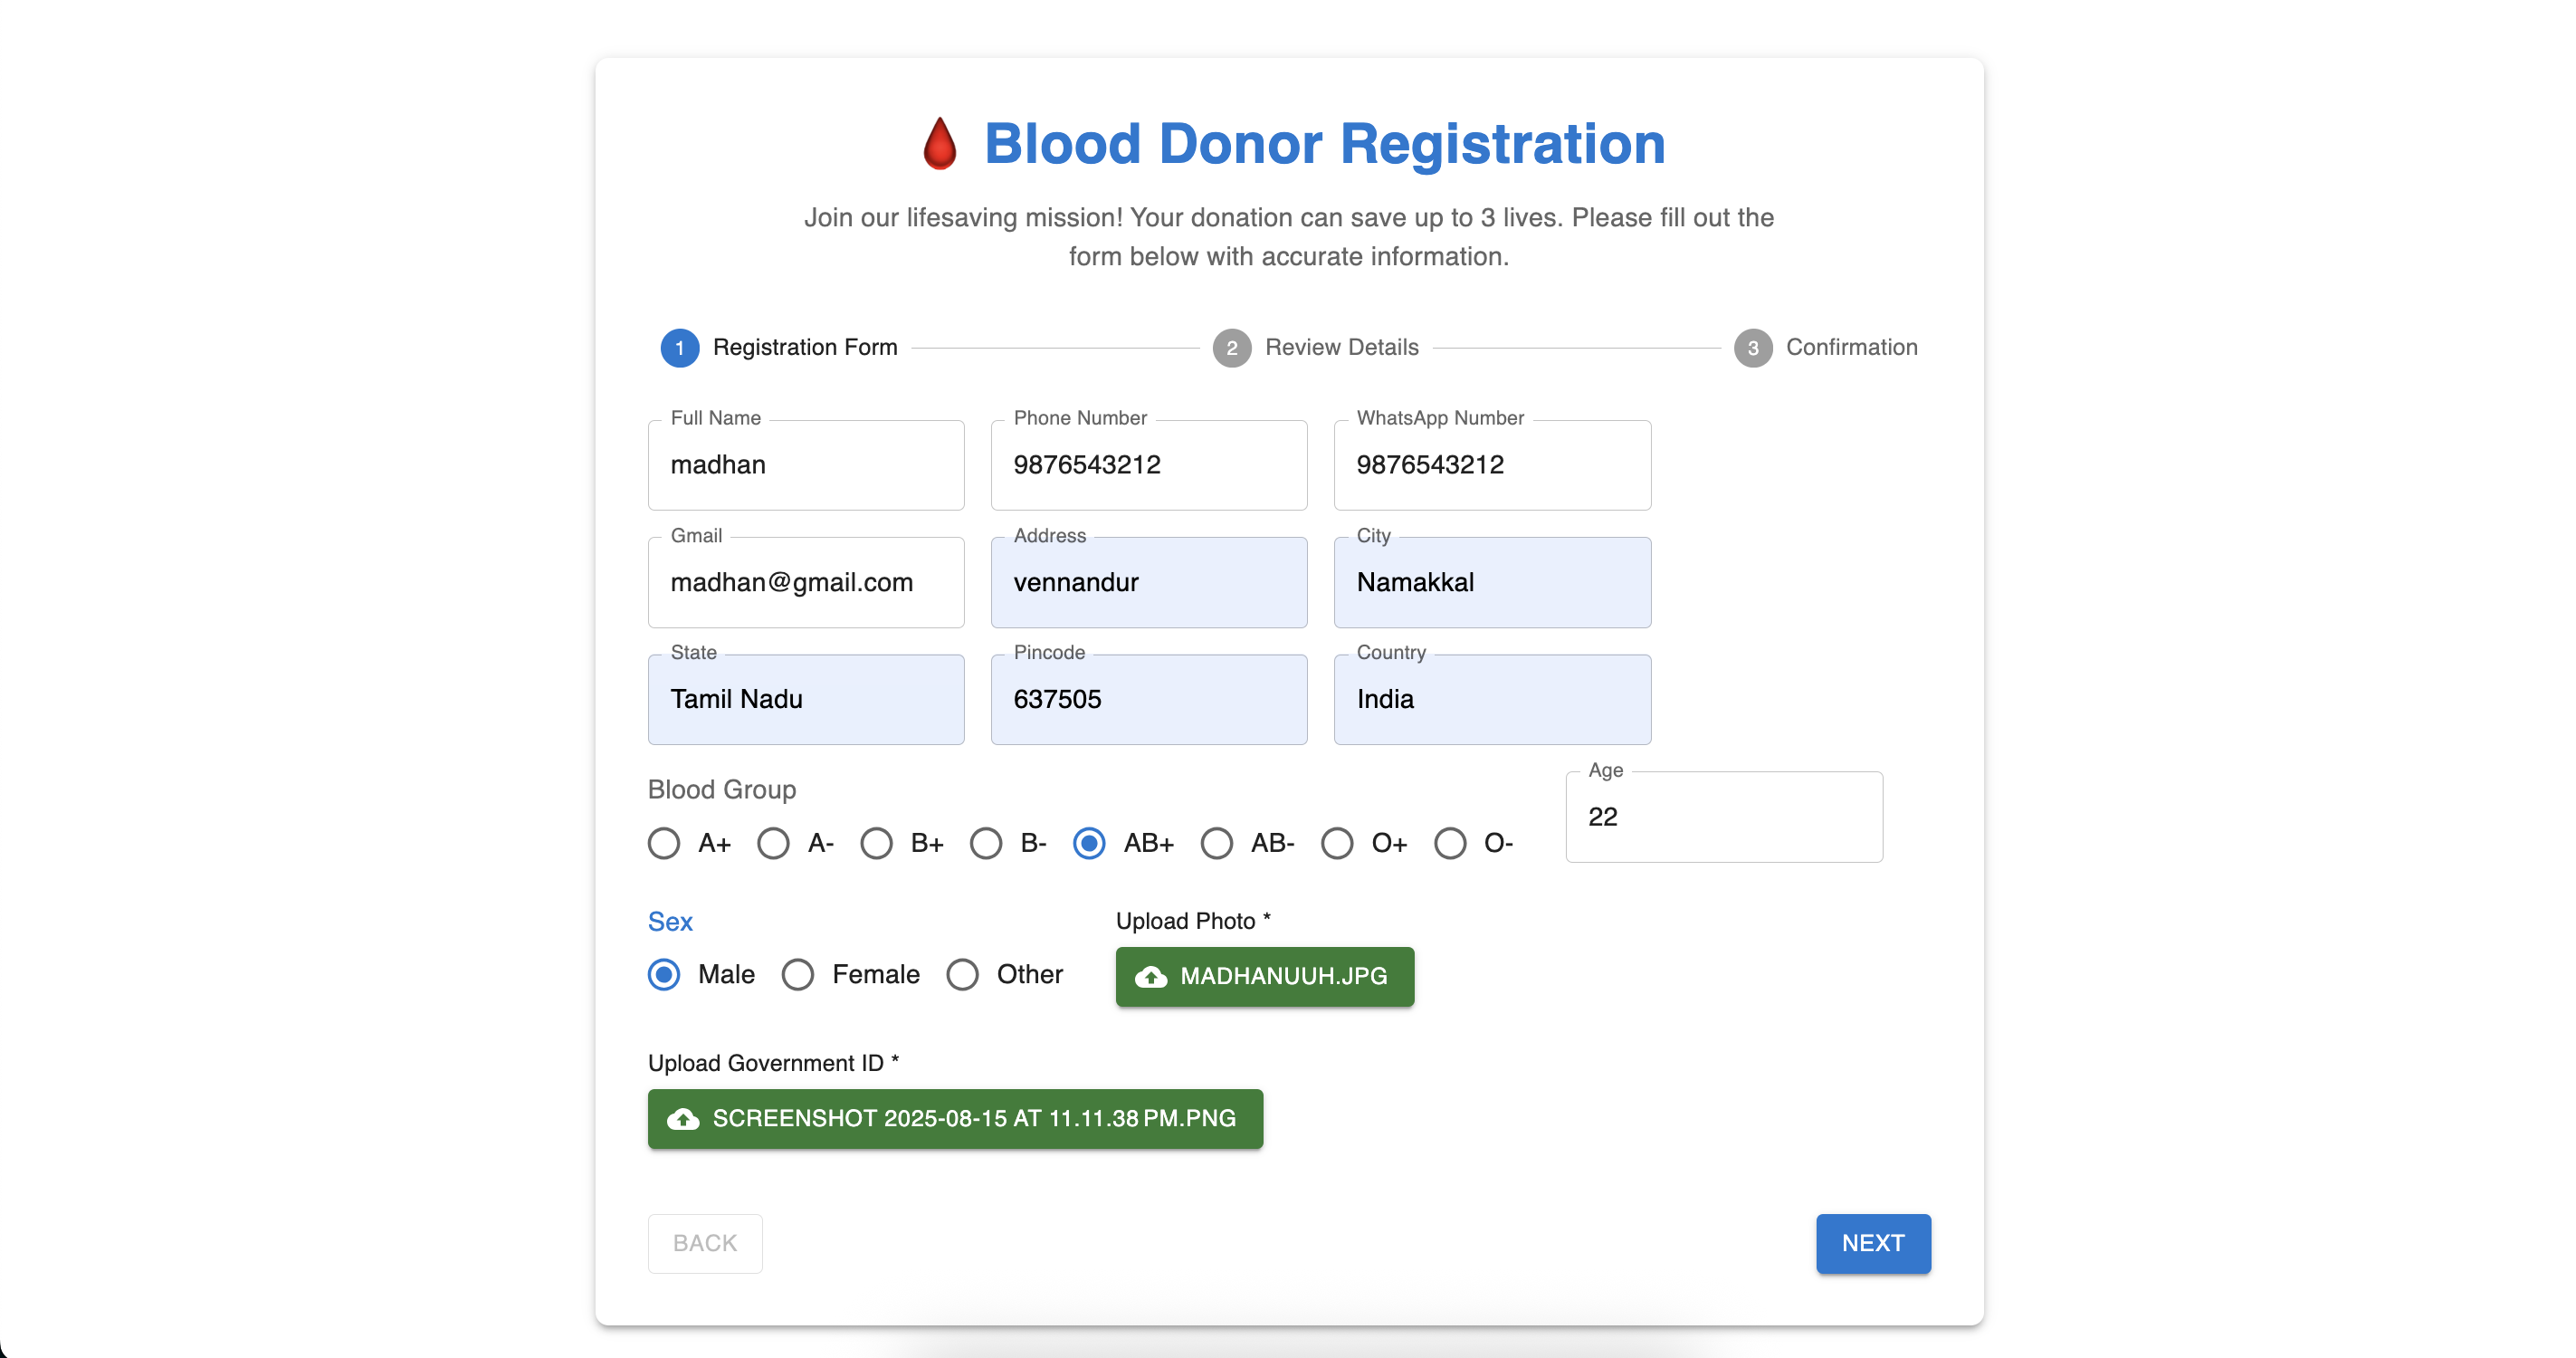 Blood Donor Registration
Join our lifesaving mission! Your donation can save up to 3 lives. Please fill out the
form below with accurate information.
1 Registration Form 2 Review Details 3 Confirmation
Full Name Phone Number WhatsApp Number
madhan 9876543212 9876543212
Gmail Address City
madhan@gmail.com vennandur Namakkal
State Pincode Country
Tamil Nadu 637505 India
Age
Blood Group
22
A+ A- B+ B- AB+ AB- O+ O-
Sex Upload Photo *
Male Female Other MADHANUUH.JPG
Upload Government ID *
SCREENSHOT 2025-08-15 AT 11.11.38 PM.PNG
BACK NEXT